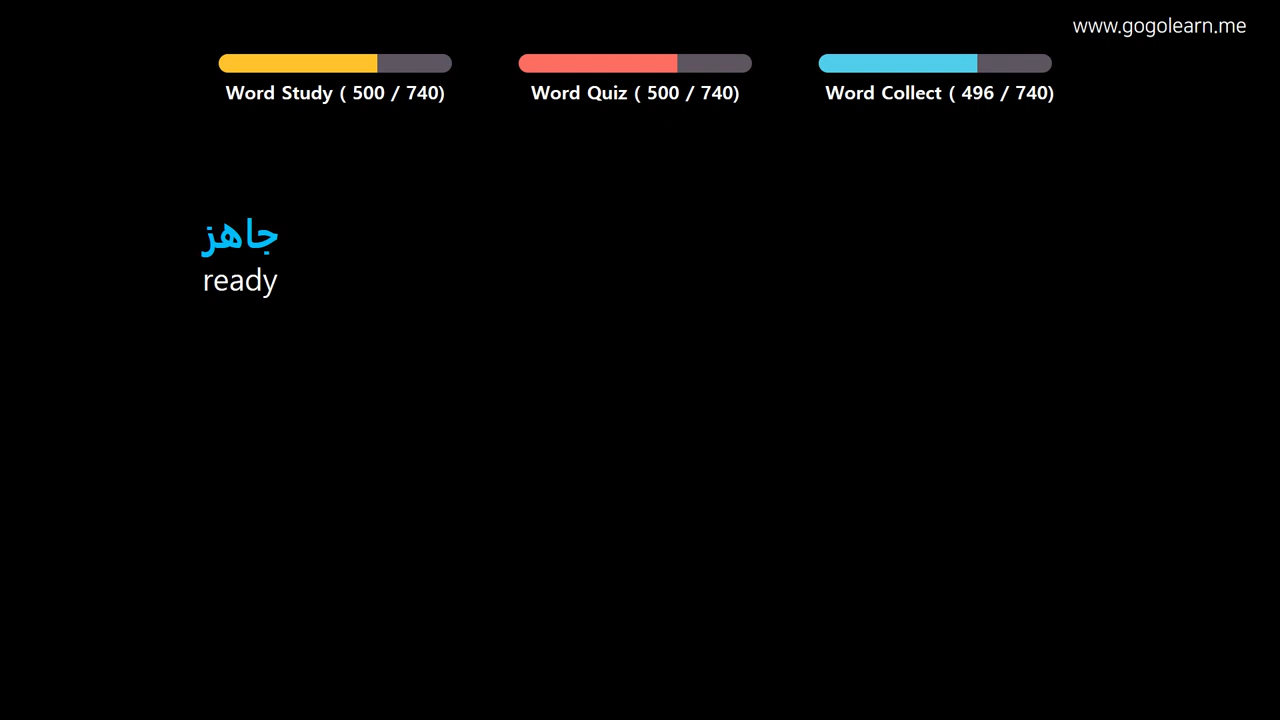 www.gogolearn.me
Word Study ( 500 / 740)
Word Quiz ( 500 / 740)
Word Collect ( 496 / 740)
جاهز
ready